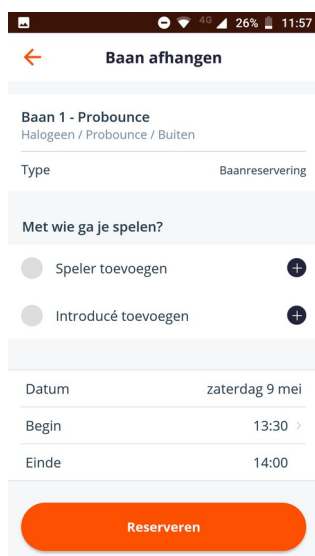 4G 26% 11:57
Baan afhangen
Baan 1 - Probounce
Halogeen / Probounce / Buiten
Type Baanreservering
Met wie ga je spelen?
Speler toevoegen
Introducé toevoegen
Datum zaterdag 9 mei
Begin 13:30
Einde 14:00
Reserveren